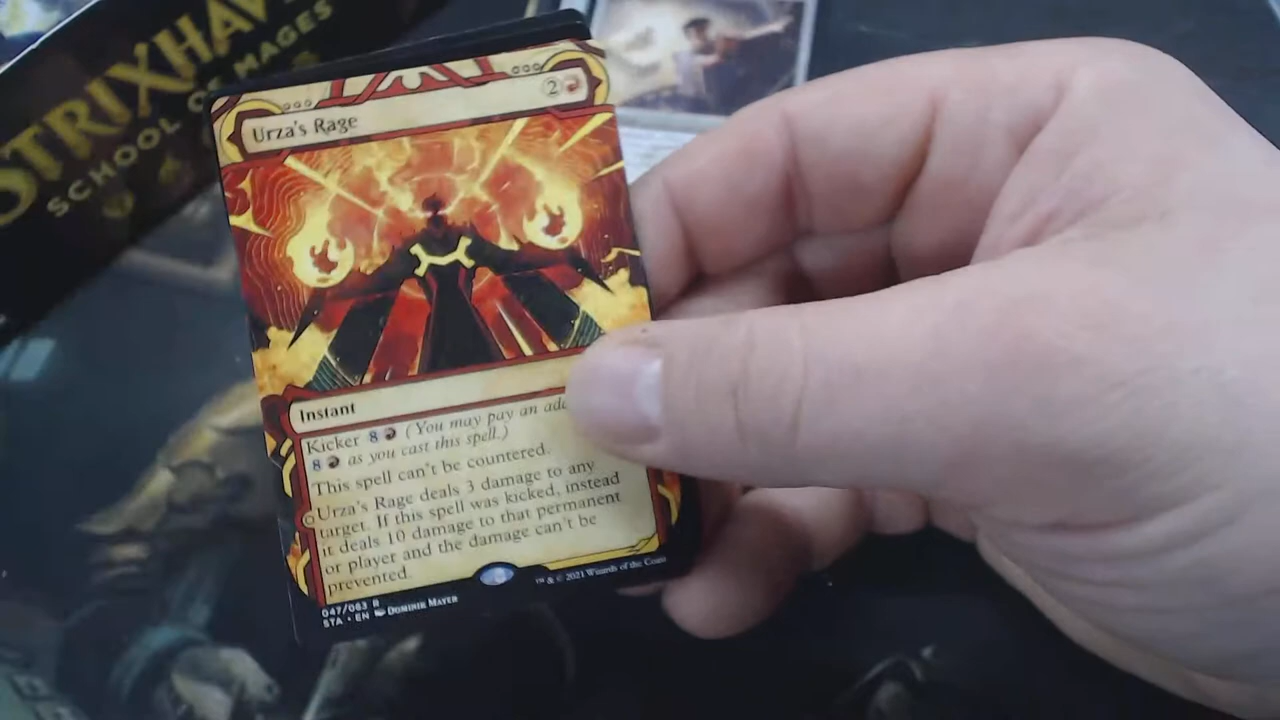 STRIXHAV
SCHOOL OF MAGES
Urza's Rage
2
Instant
Kicker 8 (You may pay an
8 as you cast this spell.)
This spell can't be countered.
Urza's Rage deals 3 damage to any
target. If this spell was kicked, instead
it deals 10 damage to that permanent
or player and the damage can't be
prevented.
047/063 R
STA • EN Dominik Mayer
™ & © 2021 Wizards of the Coast